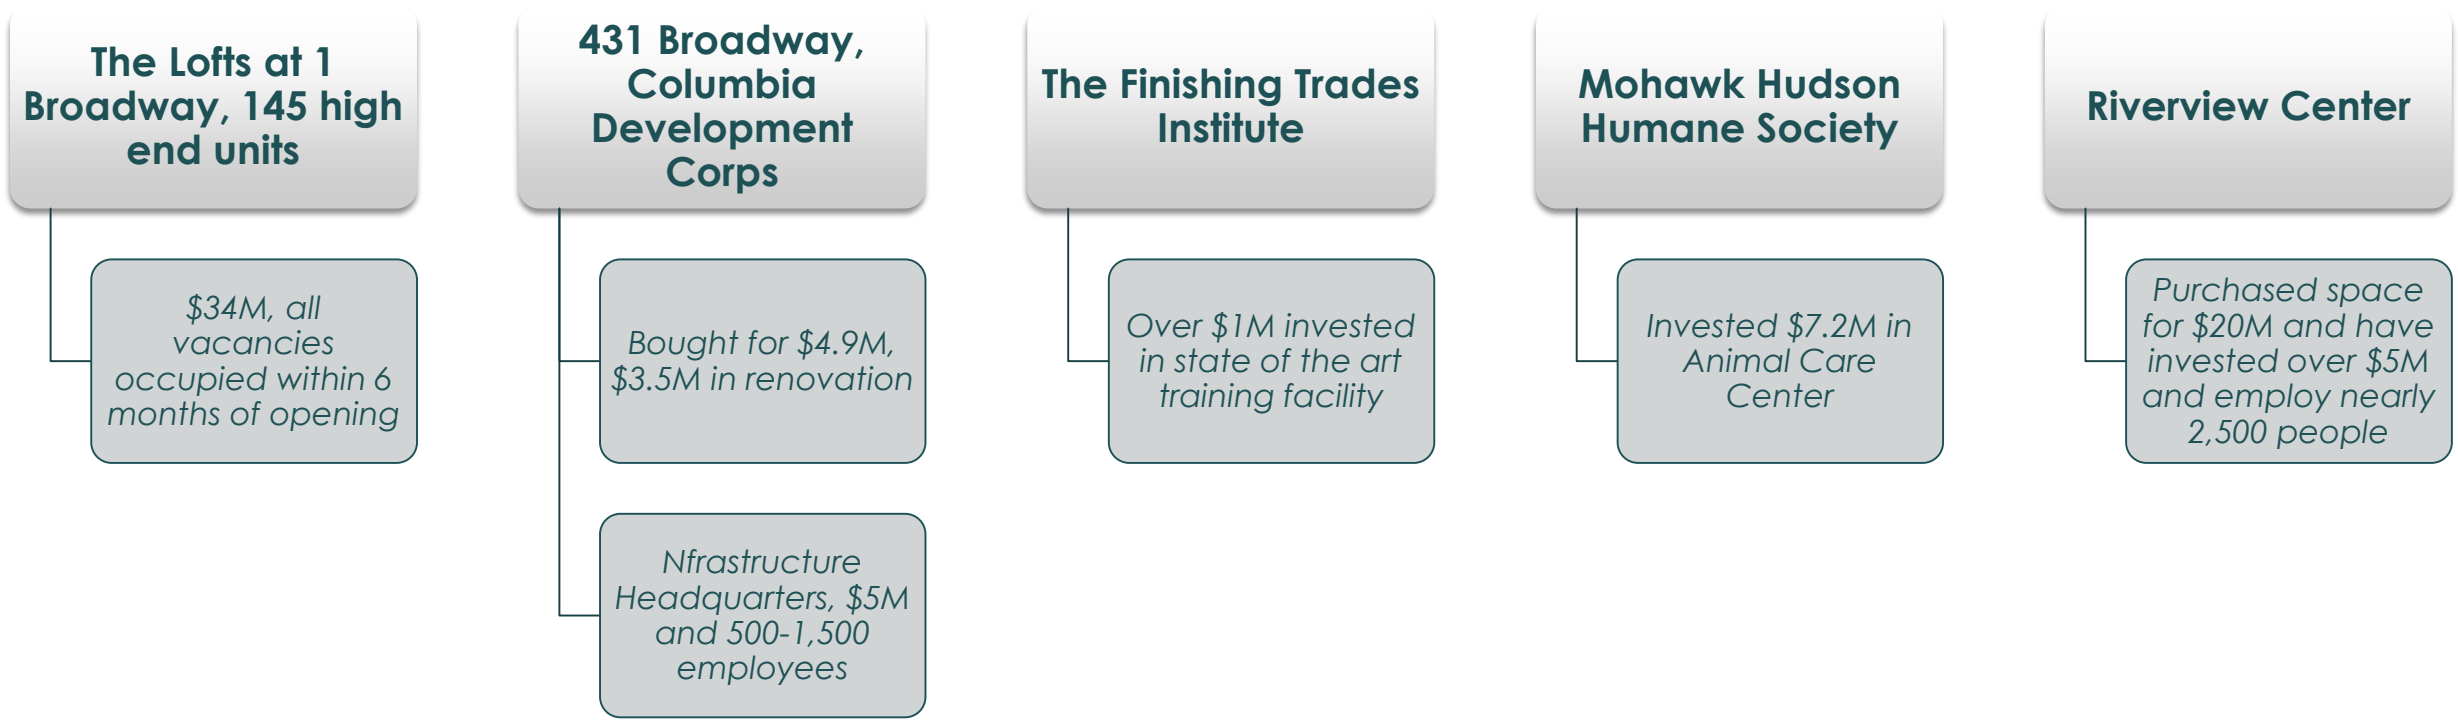 The Lofts at 1
Broadway, 145 high
end units
$34M, all
vacancies
occupied within 6
months of opening
431 Broadway,
Columbia
Development
Corps
Bought for $4.9M,
$3.5M in renovation
Nfrastructure
Headquarters, $5M
and 500-1,500
employees
The Finishing Trades
Institute
Over $1M invested
in state of the art
training facility
Mohawk Hudson
Humane Society
Invested $7.2M in
Animal Care
Center
Riverview Center
Purchased space
for $20M and have
invested over $5M
and employ nearly
2,500 people